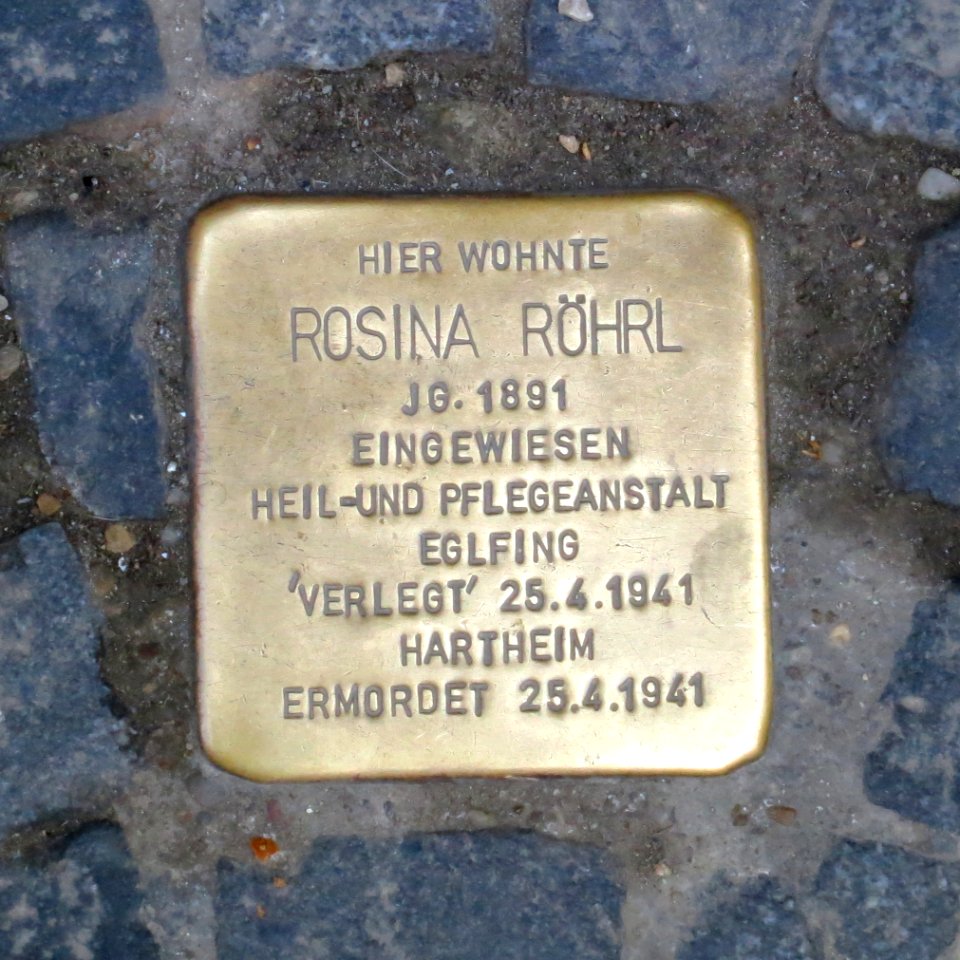 HIER WOHNTE
ROSINA RÖHRL
JG. 1891
EINGEWIESEN
HEIL-UND PFLEGEANSTALT
EGLFING
'VERLEGT' 25.4.1941
HARTHEIM
ERMORDET 25.4.1941